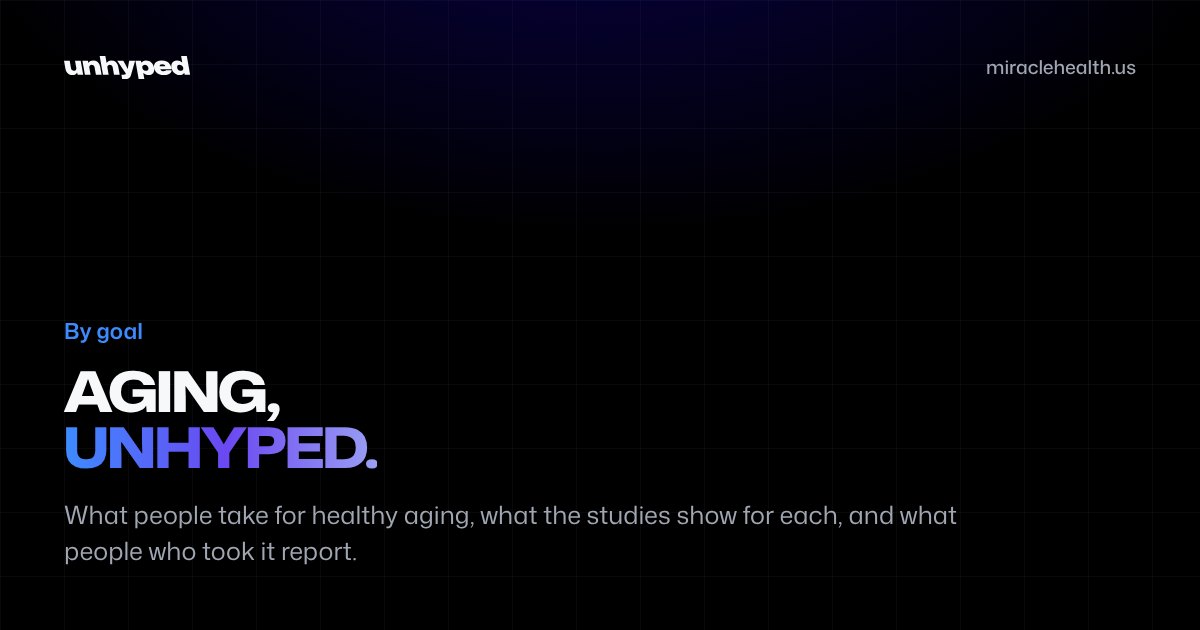 unhyped
miraclehealth.us
By goal
AGING,
UNHYPED.
What people take for healthy aging, what the studies show for each, and what
people who took it report.